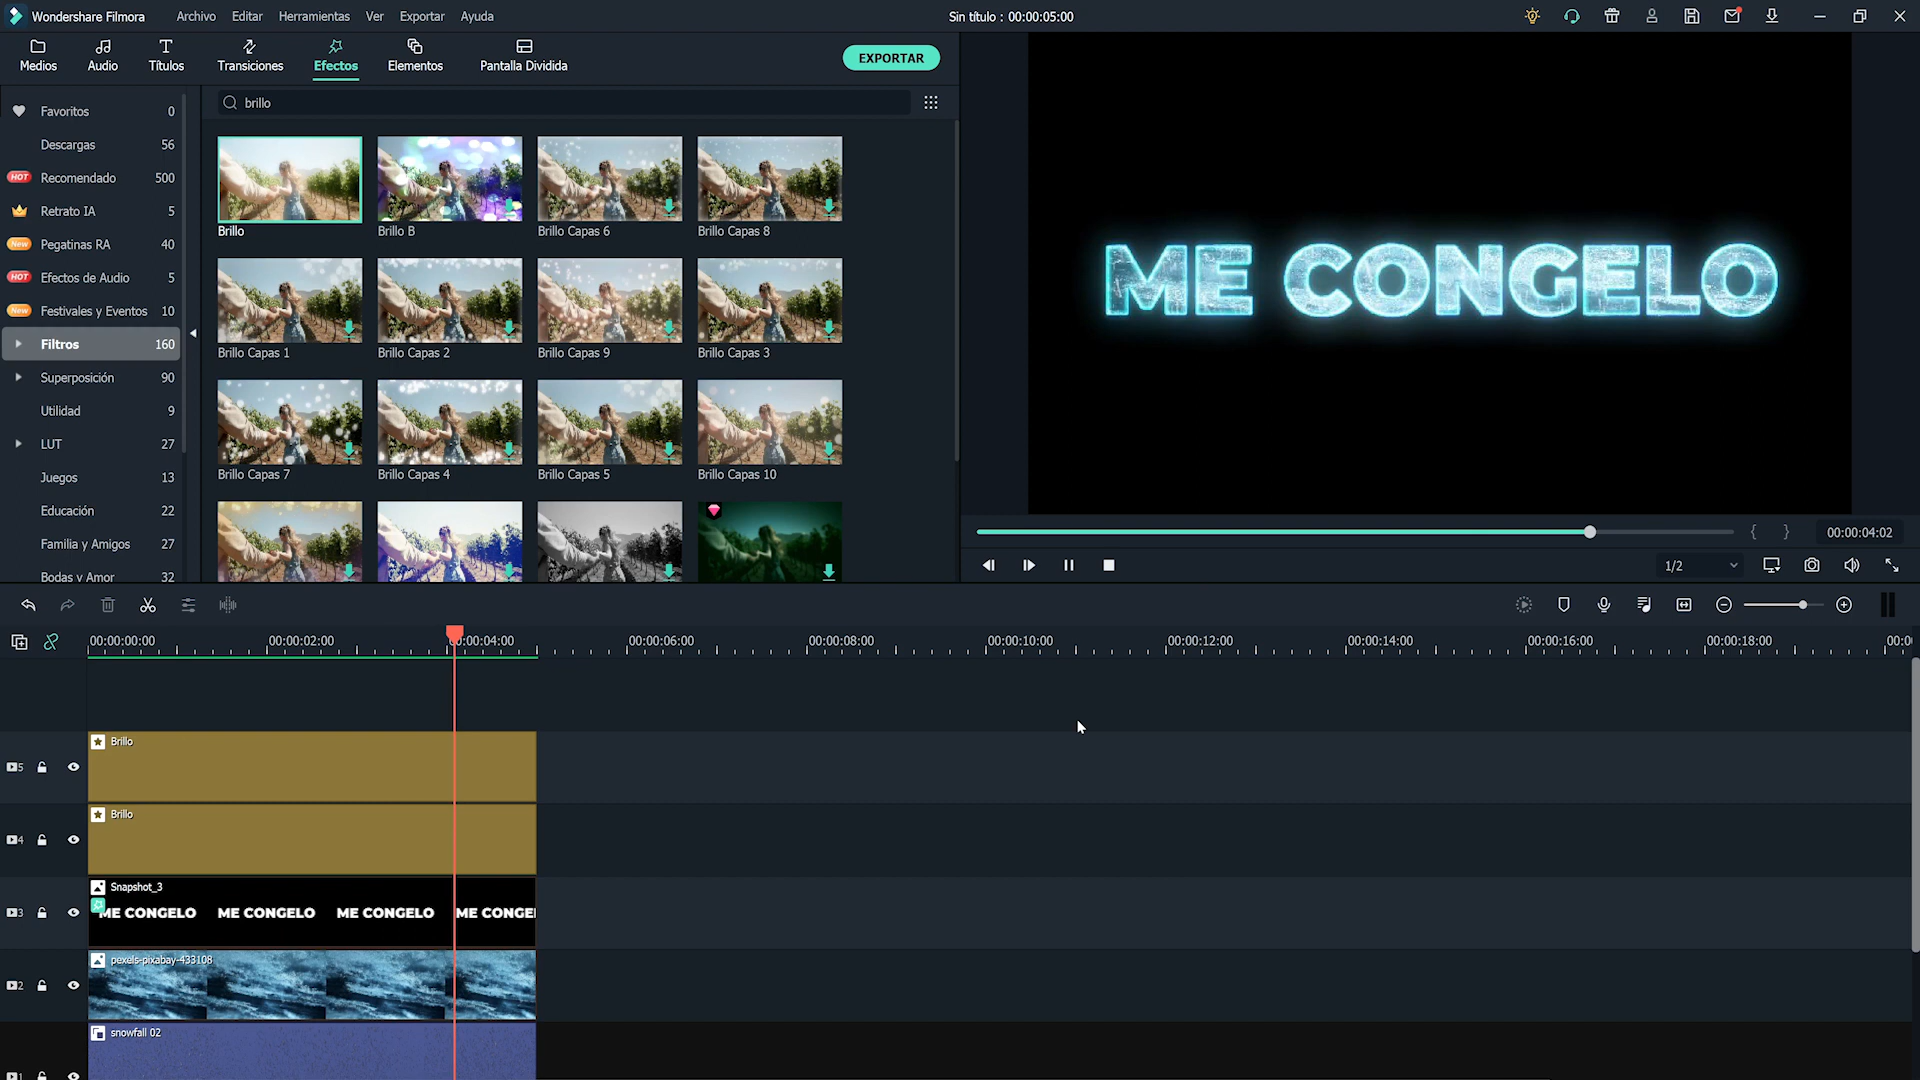 Wondershare Filmora
Archivo Editar Herramientas Ver Exportar Ayuda
Sin título : 00:00:05:00
Medios Audio Títulos Transiciones Efectos Elementos Pantalla Dividida
EXPORTAR
brillo
Favoritos 0
Descargas 56
HOT Recomendado 500
Retrato IA 5
New Pegatinas RA 40
HOT Efectos de Audio 5
New Festivales y Eventos 10
Filtros 160
Superposición 90
Utilidad 9
LUT 27
Juegos 13
Educación 22
Familia y Amigos 27
Bodas y Amor 32
Brillo Brillo B Brillo Capas 6 Brillo Capas 8
Brillo Capas 1 Brillo Capas 2 Brillo Capas 9 Brillo Capas 3
Brillo Capas 7 Brillo Capas 4 Brillo Capas 5 Brillo Capas 10
ME CONGELO
{ } 00:00:04:02
1/2
00:00:00:00 00:00:02:00 00:00:04:00 00:00:06:00 00:00:08:00 00:00:10:00 00:00:12:00 00:00:14:00 00:00:16:00 00:00:18:00 00:0
Brillo
5
Brillo
4
Snapshot_3
3 ME CONGELO ME CONGELO ME CONGELO ME CONGEL
pexels-pixabay-433108
2
snowfall 02
1